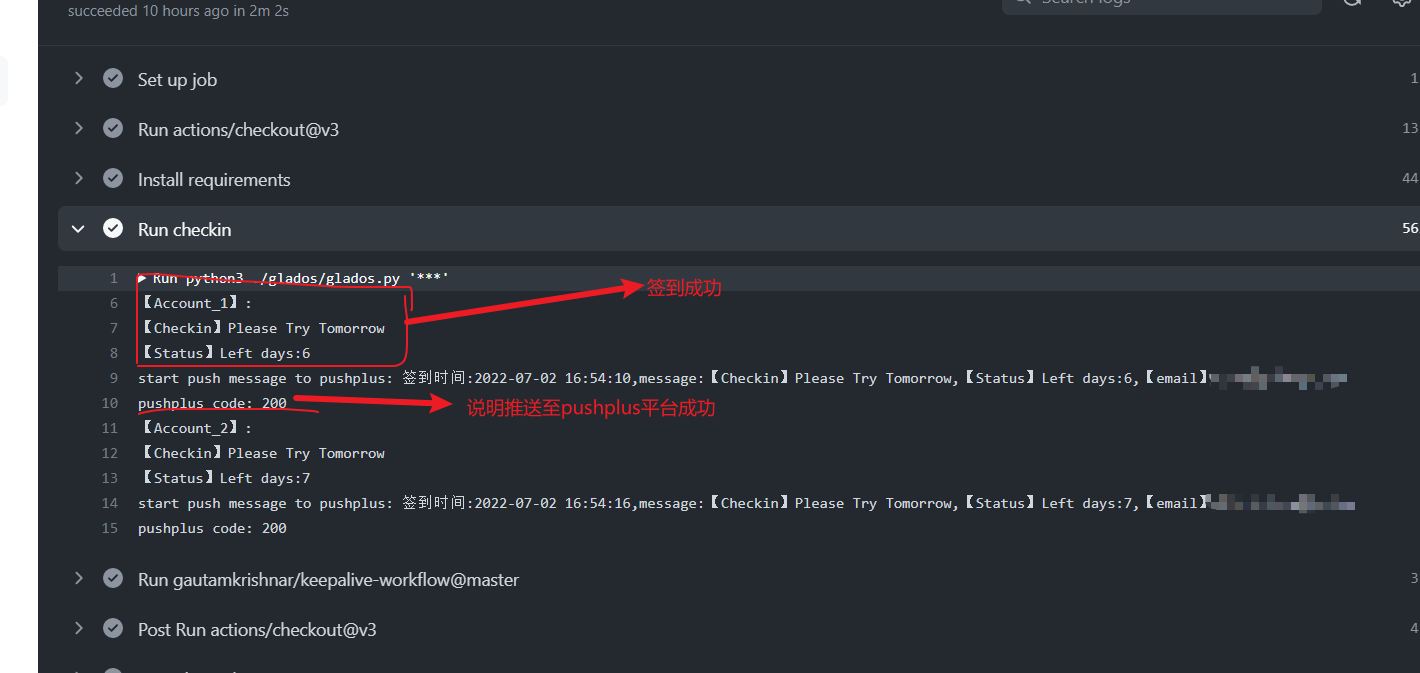 succeeded 10 hours ago in 2m 2s
Search logs
Set up job 1
Run actions/checkout@v3 13
Install requirements 44
Run checkin 56
1 ▶ Run python3 ./glados/glados.py '***'
6 【Account_1】:
签到成功
7 【Checkin】Please Try Tomorrow
8 【Status】Left days:6
9 start push message to pushplus: 签到时间:2022-07-02 16:54:10,message:【Checkin】Please Try Tomorrow,【Status】Left days:6,【email】
10 pushplus code: 200
说明推送至pushplus平台成功
11 【Account_2】:
12 【Checkin】Please Try Tomorrow
13 【Status】Left days:7
14 start push message to pushplus: 签到时间:2022-07-02 16:54:16,message:【Checkin】Please Try Tomorrow,【Status】Left days:7,【email】
15 pushplus code: 200
Run gautamkrishnar/keepalive-workflow@master 3
Post Run actions/checkout@v3 4